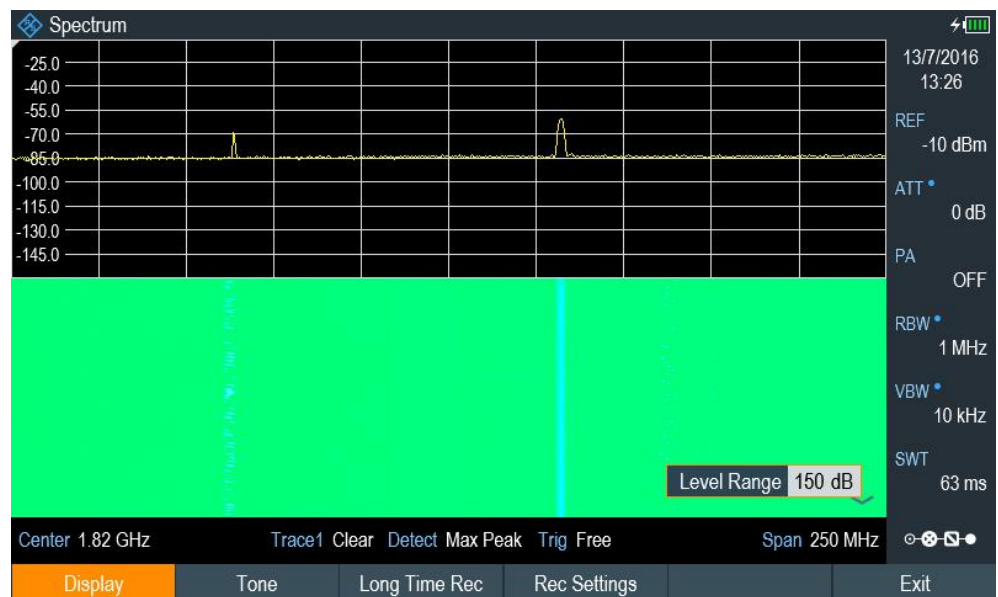 Spectrum
13/7/2016
13:26
-25.0
-40.0
-55.0
-70.0
-85.0
-100.0
-115.0
-130.0
-145.0
REF
-10 dBm
ATT
0 dB
PA
OFF
RBW
1 MHz
VBW
10 kHz
SWT
63 ms
Level Range 150 dB
Center 1.82 GHz Trace1 Clear Detect Max Peak Trig Free Span 250 MHz
Display Tone Long Time Rec Rec Settings Exit